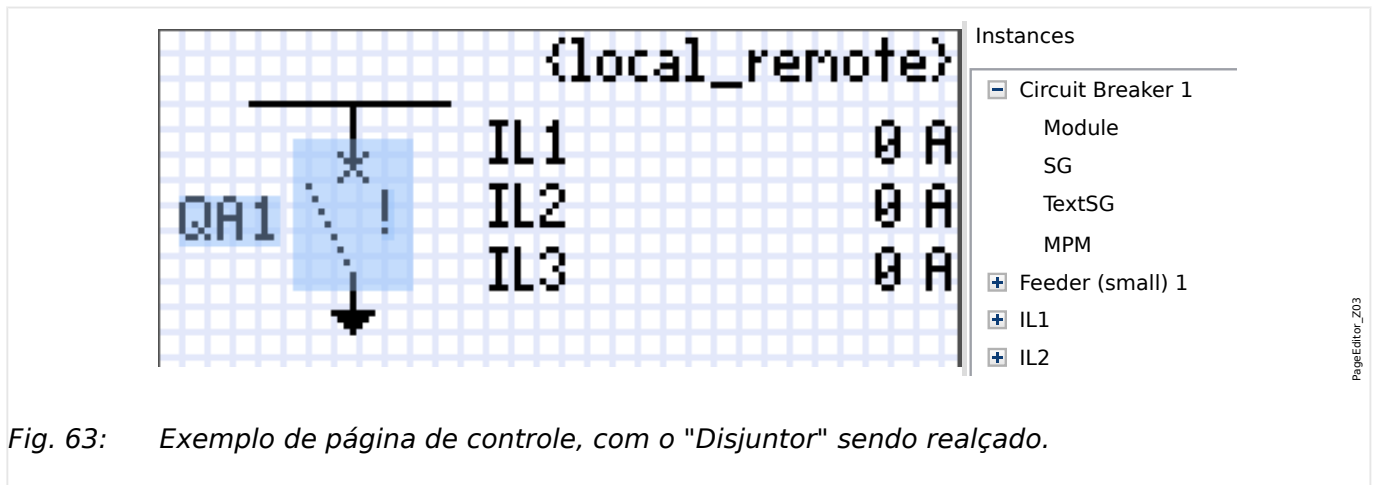 {local_remote}
IL1 0 A
QA1 ! IL2 0 A
IL3 0 A
Instances
Circuit Breaker 1
Module
SG
TextSG
MPM
Feeder (small) 1
IL1
IL2
PageEditor_Z03
Fig. 63: Exemplo de página de controle, com o "Disjuntor" sendo realçado.